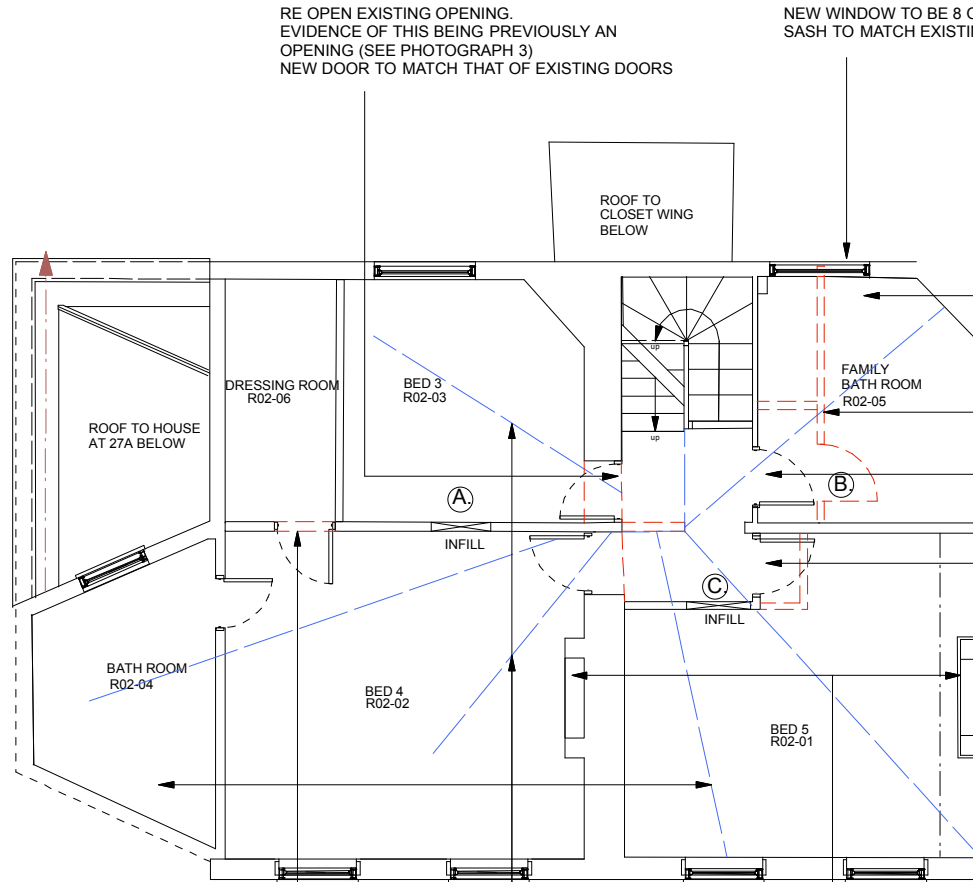 RE OPEN EXISTING OPENING.
EVIDENCE OF THIS BEING PREVIOUSLY AN
OPENING (SEE PHOTOGRAPH 3)
NEW DOOR TO MATCH THAT OF EXISTING DOORS
NEW WINDOW TO BE 8 O
SASH TO MATCH EXISTIN
ROOF TO
CLOSET WING
BELOW
up
up
DRESSING ROOM
R02-06
BED 3
R02-03
FAMILY
BATH ROOM
R02-05
ROOF TO HOUSE
AT 27A BELOW
A.
B.
INFILL
C.
INFILL
BATH ROOM
R02-04
BED 4
R02-02
BED 5
R02-01